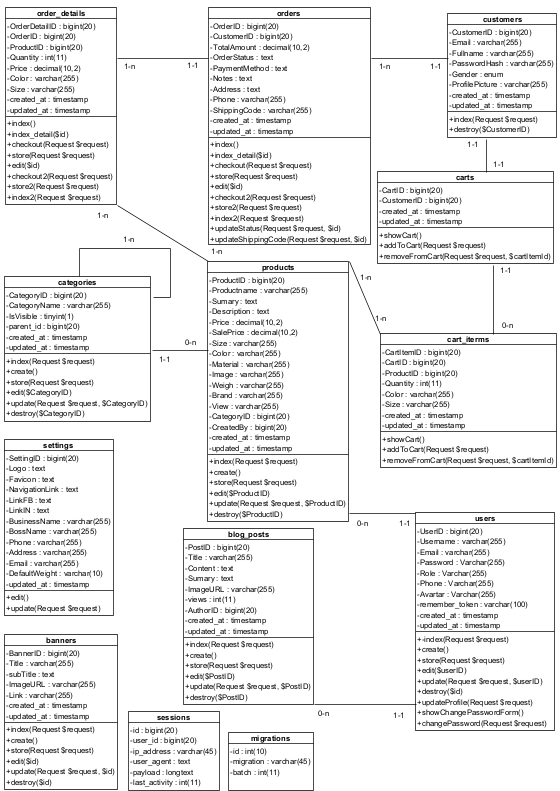 order_details
-OrderDetailID : bigint(20)
-OrderID : bigint(20)
-ProductID : bigint(20)
-Quantity : int(11)
-Price : decimal(10,2)
-Color : varchar(255)
-Size : varchar(255)
-created_at : timestamp
-updated_at : timestamp
+index()
+index_detail($id)
+checkout(Request $request)
+store(Request $request)
+edit($id)
+checkout2(Request $request)
+store2(Request $request)
+index2(Request $request)
1-n
1-1
orders
-OrderID : bigint(20)
-CustomerID : bigint(20)
-TotalAmount : decimal(10,2)
-OrderStatus : text
-PaymentMethod : text
-Notes : text
-Address : text
-Phone : varchar(255)
-ShippingCode : varchar(255)
-created_at : timestamp
-updated_at : timestamp
+index()
+index_detail($id)
+checkout(Request $request)
+store(Request $request)
+edit($id)
+checkout2(Request $request)
+store2(Request $request)
+index2(Request $request)
+updateStatus(Request $request, $id)
+updateShippingCode(Request $request, $id)
1-n
1-1
customers
-CustomerID : bigint(20)
-Email : varchar(255)
-Fullname : varchar(255)
-PasswordHash : varchar(255)
-Gender : enum
-ProfilePicture : varchar(255)
-created_at : timestamp
-updated_at : timestamp
+index(Request $request)
+destroy($CustomerID)
1-1
1-1
carts
-CartID : bigint(20)
-CustomerID : bigint(20)
-created_at : timestamp
-updated_at : timestamp
+showCart()
+addToCart(Request $request)
+removeFromCart(Request $request, $cartItemId)
1-1
0-n
1-n
1-n
1-n
categories
-CategoryID : bigint(20)
-CategoryName : varchar(255)
-IsVisible : tinyint(1)
-parent_id : bigint(20)
-created_at : timestamp
-updated_at : timestamp
+index(Request $request)
+create()
+store(Request $request)
+edit($CategoryID)
+update(Request $request, $CategoryID)
+destroy($CategoryID)
0-n
1-1
products
-ProductID : bigint(20)
-Productname : varchar(255)
-Sumary : text
-Description : text
-Price : decimal(10,2)
-SalePrice : decimal(10,2)
-Size : varchar(255)
-Color : varchar(255)
-Material : varchar(255)
-Image : varchar(255)
-Weigh : varchar(255)
-Brand : varchar(255)
-View : varchar(255)
-CategoryID : bigint(20)
-CreatedBy : bigint(20)
-created_at : timestamp
-updated_at : timestamp
+index(Request $request)
+create()
+store(Request $request)
+edit($ProductID)
+update(Request $request, $ProductID)
+destroy($ProductID)
1-n
1-n
cart_iterms
-CartItemID : bigint(20)
-CartID : bigint(20)
-ProductID : bigint(20)
-Quantity : int(11)
-Color : varchar(255)
-Size : varchar(255)
-created_at : timestamp
-updated_at : timestamp
+showCart()
+addToCart(Request $request)
+removeFromCart(Request $request, $cartItemId)
settings
-SettingID : bigint(20)
-Logo : text
-Favicon : text
-NavigationLink : text
-LinkFB : text
-LinkIN : text
-BusinessName : varchar(255)
-BossName : varchar(255)
-Phone : varchar(255)
-Address : varchar(255)
-Email : varchar(255)
-DefaultWeight : varchar(10)
-updated_at : timestamp
+edit()
+update(Request $request)
0-n
1-1
blog_posts
-PostID : bigint(20)
-Title : varchar(255)
-Content : text
-Sumary : text
-ImageURL : varchar(255)
-views : int(11)
-AuthorID : bigint(20)
-created_at : timestamp
-updated_at : timestamp
+index(Request $request)
+create()
+store(Request $request)
+edit($PostID)
+update(Request $request, $PostID)
+destroy($PostID)
0-n
1-1
users
-UserID : bigint(20)
-Username : varchar(255)
-Email : varchar(255)
-Password : Varchar(255)
-Role : Varchar(255)
-Phone : Varchar(255)
-Avartar : Varchar(255)
-remember_token : varchar(100)
-created_at : timestamp
-updated_at : timestamp
+index(Request $request)
+create()
+store(Request $request)
+edit($userID)
+update(Request $request, $userID)
+destroy($id)
+updateProfile(Request $request)
+showChangePasswordForm()
+changePassword(Request $request)
banners
-BannerID : bigint(20)
-Title : varchar(255)
-subTitle : text
-ImageURL : varchar(255)
-Link : varchar(255)
-created_at : timestamp
-updated_at : timestamp
+index(Request $request)
+create()
+store(Request $request)
+edit($id)
+update(Request $request, $id)
+destroy($id)
sessions
-id : bigint(20)
-user_id : bigint(20)
-ip_address : varchar(45)
-user_agent : text
-payload : longtext
-last_activity : int(11)
migrations
-id : int(10)
-migration : varchar(45)
-batch : int(11)